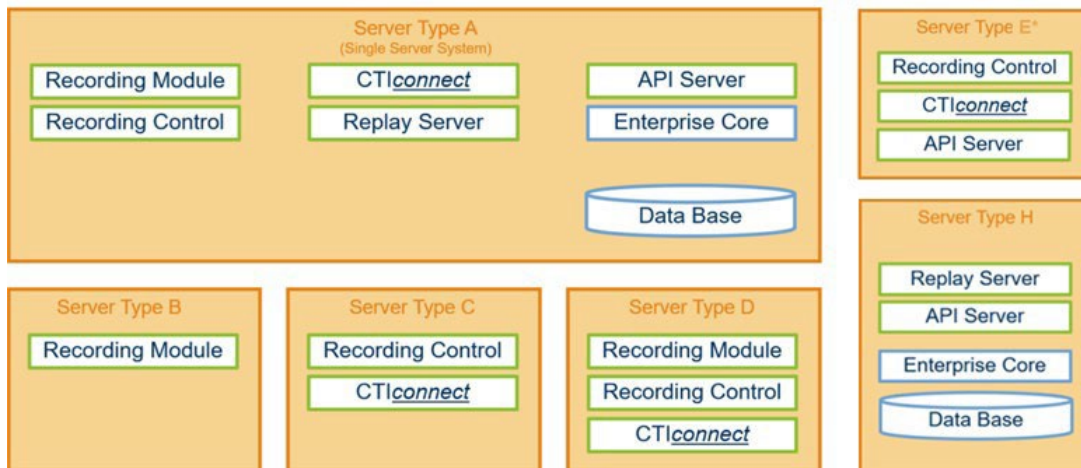 Server Type A
(Single Server System)
Recording Module
CTIconnect
API Server
Recording Control
Replay Server
Enterprise Core
Data Base
Server Type E*
Recording Control
CTIconnect
API Server
Server Type B
Recording Module
Server Type C
Recording Control
CTIconnect
Server Type D
Recording Module
Recording Control
CTIconnect
Server Type H
Replay Server
API Server
Enterprise Core
Data Base